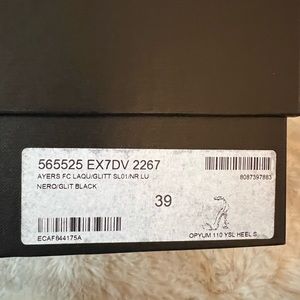 565525 EX7DV 2267
AYERS FC LAQU/GLITT SL01/NR LU
NERO/GLIT BLACK
8087397883
39
ECAF644175A
OPYUM 110 YSL HEEL S.